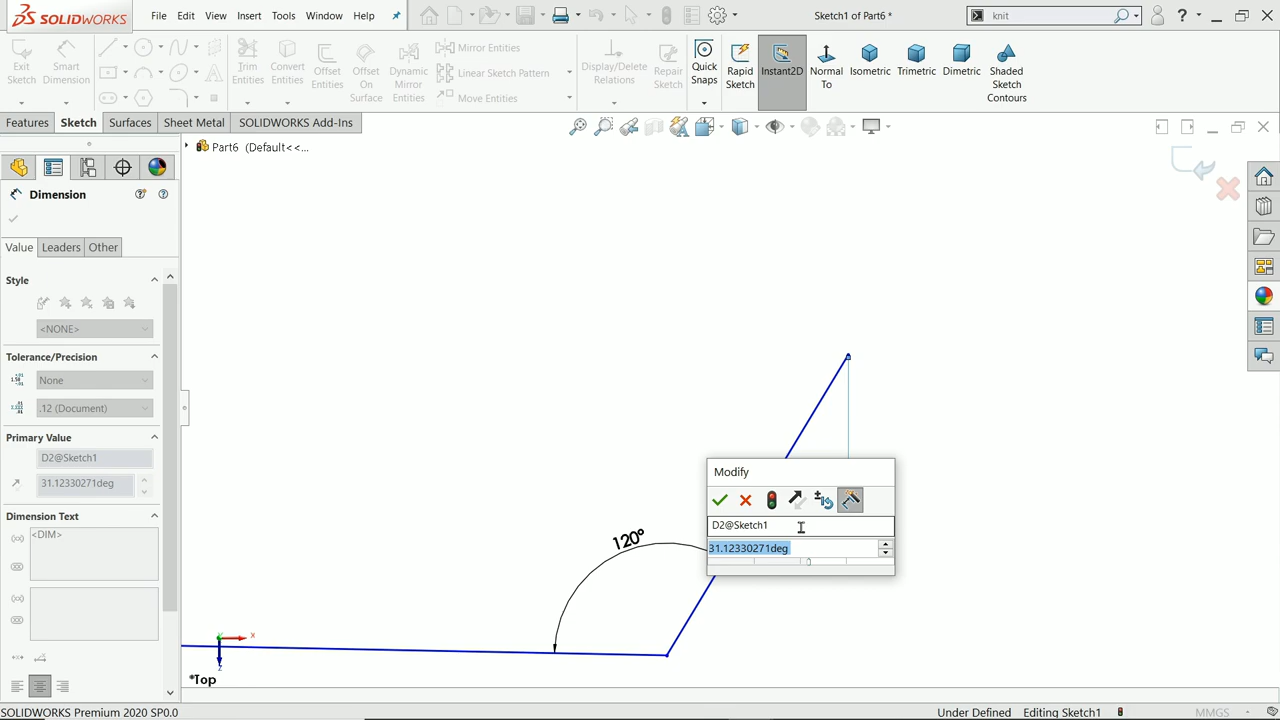 SOLIDWORKS
File Edit View Insert Tools Window Help
Sketch1 of Part6 *
knit
?
Exit Sketch
Smart Dimension
Trim Entities
Convert Entities
Offset Entities
Offset On Surface
Dynamic Mirror Entities
Mirror Entities
Linear Sketch Pattern
Move Entities
Display/Delete Relations
Repair Sketch
Quick Snaps
Rapid Sketch
Instant2D
Normal To
Isometric
Trimetric
Dimetric
Shaded Sketch Contours
Features Sketch Surfaces Sheet Metal SOLIDWORKS Add-Ins
Part6 (Default<<...
Dimension
Value Leaders Other
Style
<NONE>
Tolerance/Precision
None
.12 (Document)
Primary Value
D2@Sketch1
31.12330271deg
Dimension Text
<DIM>
120°
Modify
D2@Sketch1
31.12330271deg
x
z
*Top
SOLIDWORKS Premium 2020 SP0.0
Under Defined Editing Sketch1 MMGS